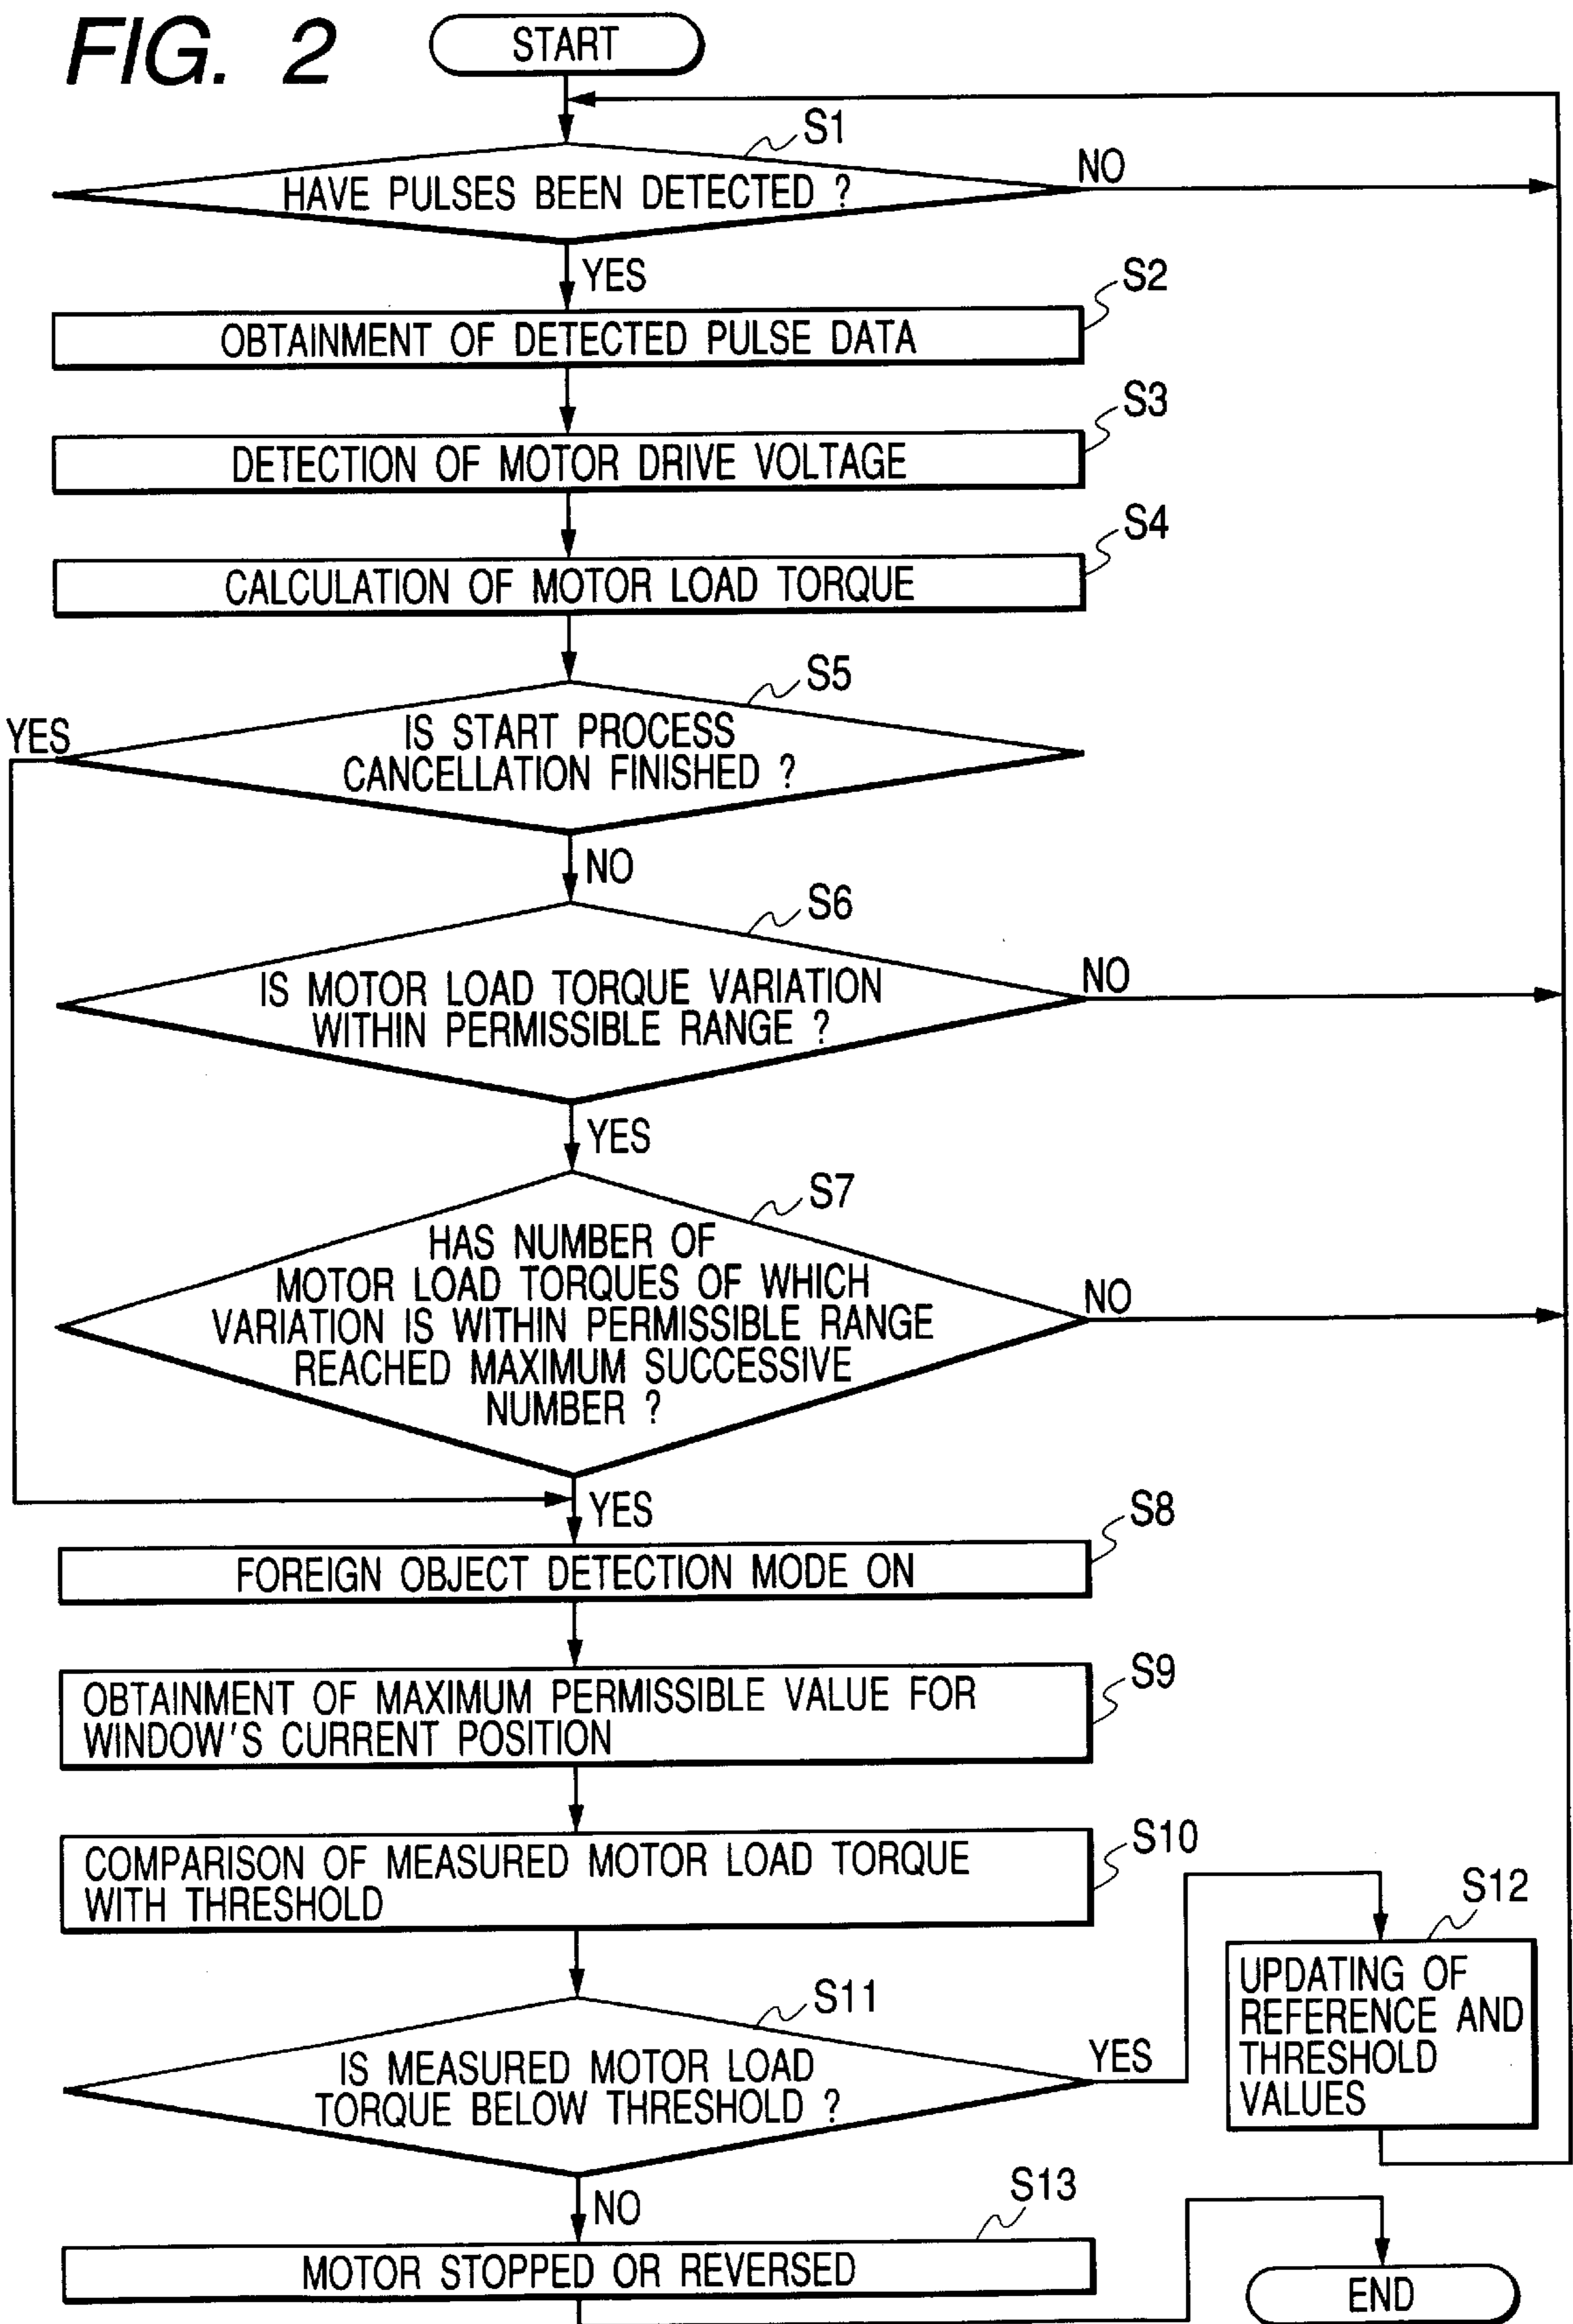 FIG. 2
START
S1
HAVE PULSES BEEN DETECTED ?
NO
YES
S2
OBTAINMENT OF DETECTED PULSE DATA
S3
DETECTION OF MOTOR DRIVE VOLTAGE
S4
CALCULATION OF MOTOR LOAD TORQUE
S5
YES
IS START PROCESS
CANCELLATION FINISHED ?
NO
S6
IS MOTOR LOAD TORQUE VARIATION
WITHIN PERMISSIBLE RANGE ?
NO
YES
S7
HAS NUMBER OF
MOTOR LOAD TORQUES OF WHICH
VARIATION IS WITHIN PERMISSIBLE RANGE
REACHED MAXIMUM SUCCESSIVE
NUMBER ?
NO
YES
S8
FOREIGN OBJECT DETECTION MODE ON
S9
OBTAINMENT OF MAXIMUM PERMISSIBLE VALUE FOR
WINDOW'S CURRENT POSITION
S10
COMPARISON OF MEASURED MOTOR LOAD TORQUE
WITH THRESHOLD
S11
IS MEASURED MOTOR LOAD
TORQUE BELOW THRESHOLD ?
YES
S12
UPDATING OF
REFERENCE AND
THRESHOLD
VALUES
NO
S13
MOTOR STOPPED OR REVERSED
END